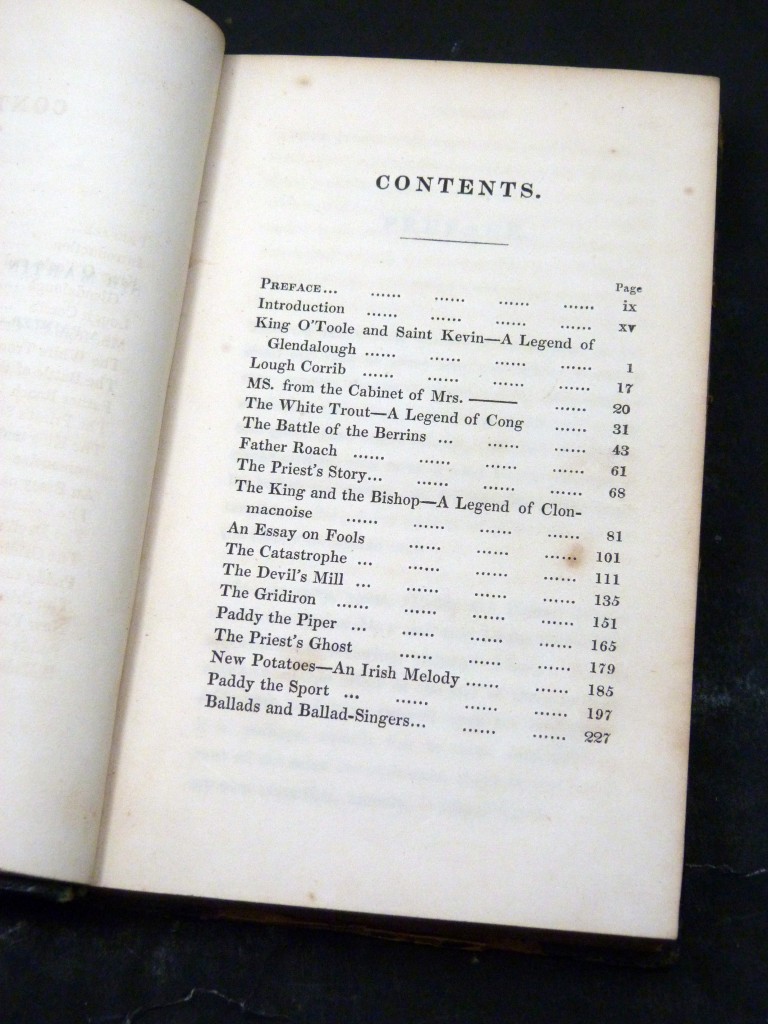 CONTENTS.
Page
PREFACE... ...... ...... ...... ...... ix
Introduction ...... ...... ...... ...... xv
King O'Toole and Saint Kevin—A Legend of
Glendalough ...... ...... ...... ...... 1
Lough Corrib ...... ...... ...... ...... 17
MS. from the Cabinet of Mrs. ——— ...... 20
The White Trout—A Legend of Cong ...... 31
The Battle of the Berrins ... ...... ...... 43
Father Roach ...... ...... ...... ...... 61
The Priest's Story... ...... ...... ...... 68
The King and the Bishop—A Legend of Clon-
macnoise ...... ...... ...... ...... 81
An Essay on Fools ...... ...... ...... 101
The Catastrophe ... ...... ...... ...... 111
The Devil's Mill ... ...... ...... ...... 135
The Gridiron ...... ...... ...... ...... 151
Paddy the Piper ... ...... ...... ...... 165
The Priest's Ghost ...... ...... ...... 179
New Potatoes—An Irish Melody ...... ...... 185
Paddy the Sport ... ...... ...... ...... 197
Ballads and Ballad-Singers... ...... ...... 227